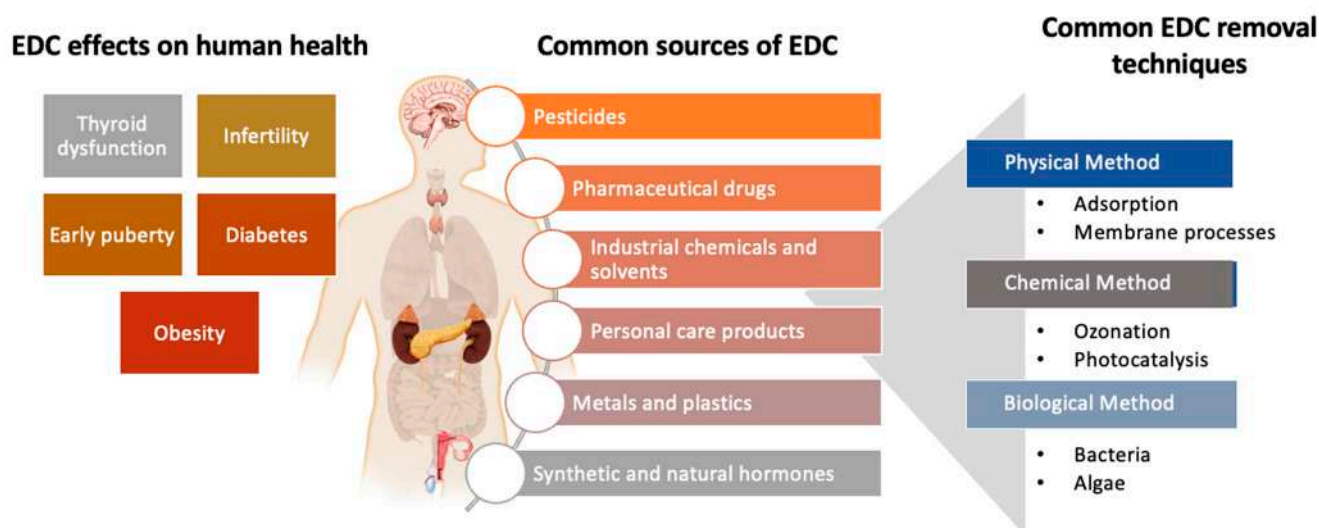 EDC effects on human health
Thyroid
dysfunction
Infertility
Early puberty
Diabetes
Obesity
Common sources of EDC
Pesticides
Pharmaceutical drugs
Industrial chemicals and
solvents
Personal care products
Metals and plastics
Synthetic and natural hormones
Common EDC removal
techniques
Physical Method
• Adsorption
• Membrane processes
Chemical Method
• Ozonation
• Photocatalysis
Biological Method
• Bacteria
• Algae